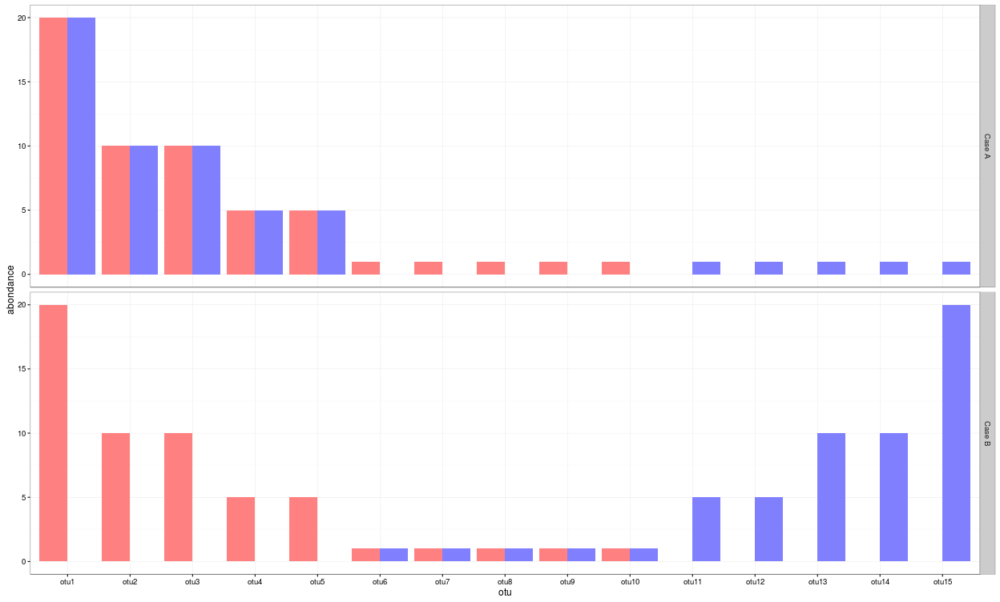 20
15
10
5
0
Case A
abondance
20
15
10
5
0
Case B
otu1 otu2 otu3 otu4 otu5 otu6 otu7 otu8 otu9 otu10 otu11 otu12 otu13 otu14 otu15
otu